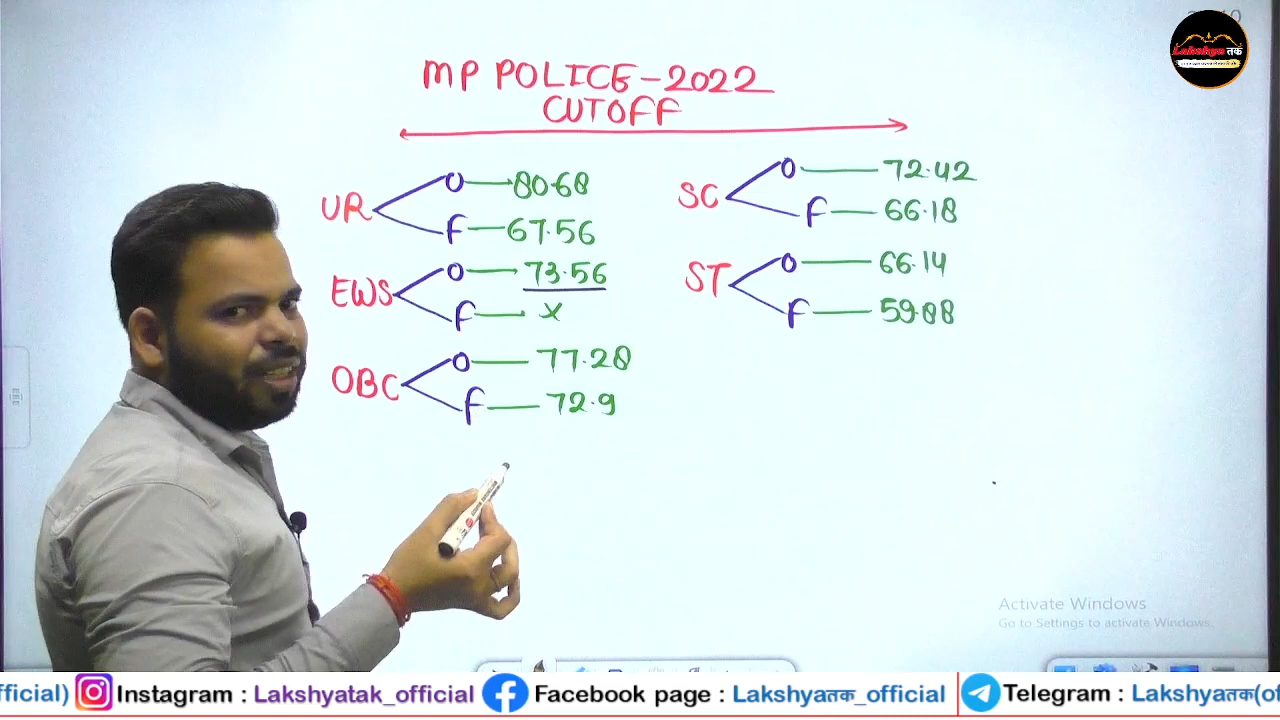 Lakshya तक
MP POLICE-2022
CUTOFF
UR O 80.68
F 67.56
EWS O 73.56
F x
OBC O 77.28
F 72.9
SC O 72.42
F 66.18
ST O 66.14
F 59.88
Activate Windows
Go to Settings to activate Windows.
fficial) Instagram : Lakshyatak_official Facebook page : Lakshyaतक_official Telegram : Lakshyaतक(of